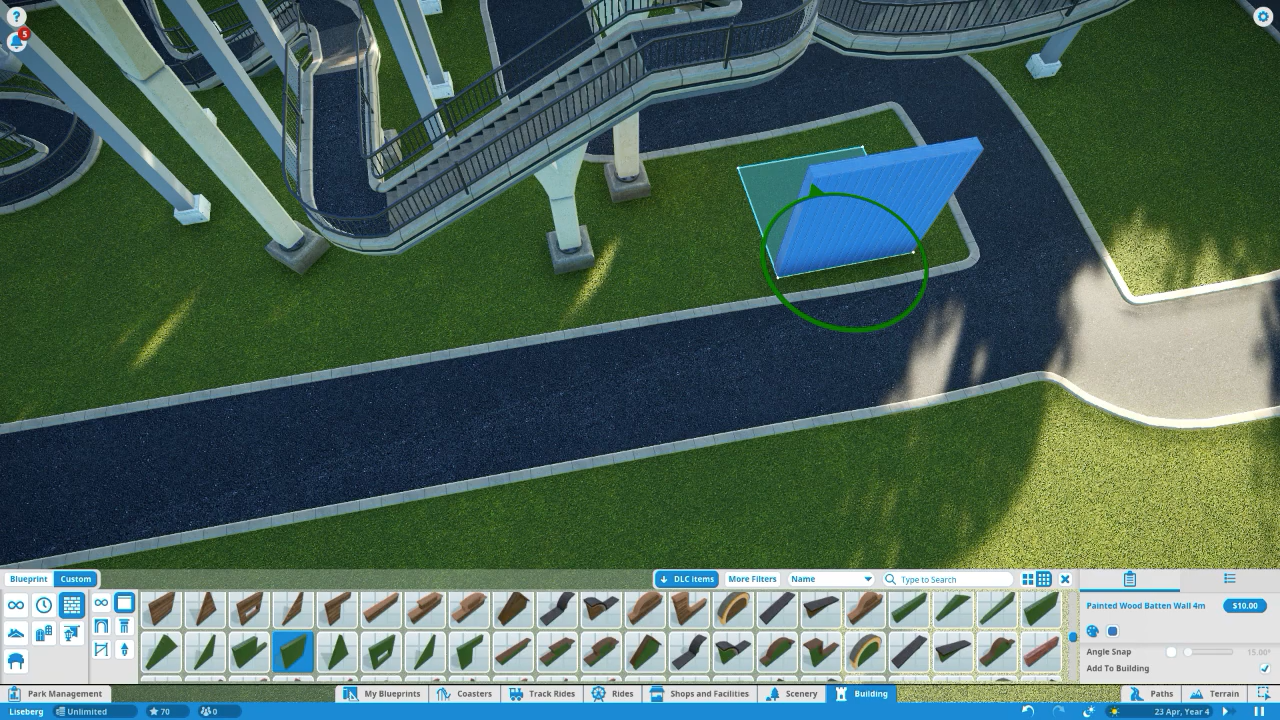 ?
5
Blueprint
Custom
DLC Items
More Filters
Name
Type to Search
Painted Wood Batten Wall 4m
$10.00
Angle Snap
15.00°
Add To Building
Park Management
My Blueprints
Coasters
Track Rides
Rides
Shops and Facilities
Scenery
Building
Paths
Terrain
Liseberg
Unlimited
70
0
23 Apr, Year 4